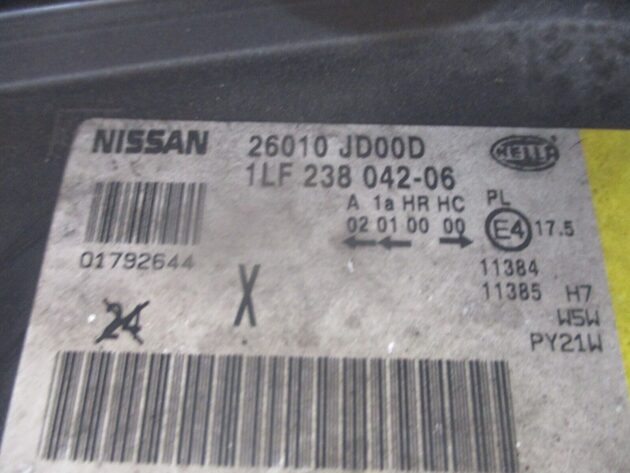 NISSAN 26010 JD00D HELLA
1LF 238 042-06
A 1a HR HC PL
02 01 00 00 E4 17.5
01792644
11384
11385 H7
X
24
W5W
PY21W